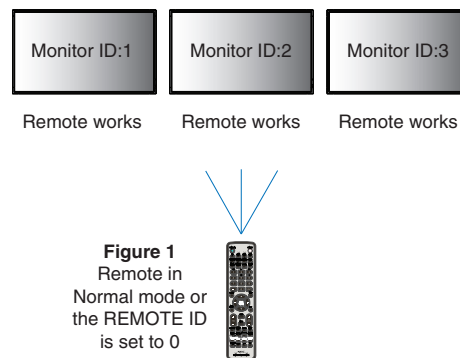 Monitor ID:1 Monitor ID:2 Monitor ID:3
Remote works Remote works Remote works
Figure 1
Remote in
Normal mode or
the REMOTE ID
is set to 0